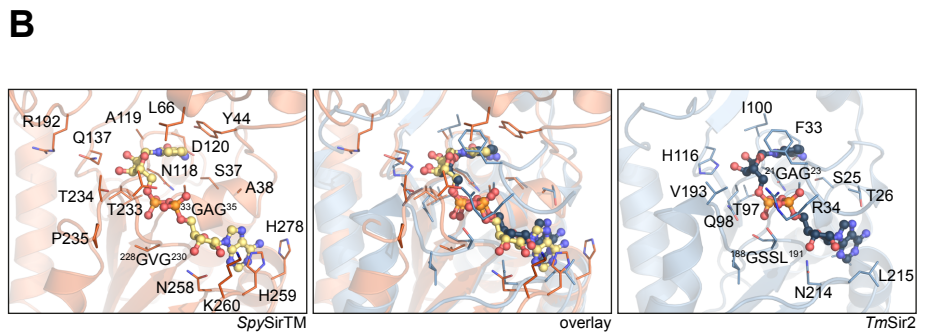 B
L66
A119
Y44
R192
Q137
D120
N118
S37
A38
T234
T233
³³GAG³⁵
P235
H278
²²⁸GVG²³⁰
N258
H259
K260
SpySirTM
overlay
I100
F33
H116
²¹GAG²³
S25
V193
T26
T97
R34
Q98
¹⁸⁸GSSL¹⁹¹
L215
N214
TmSir2